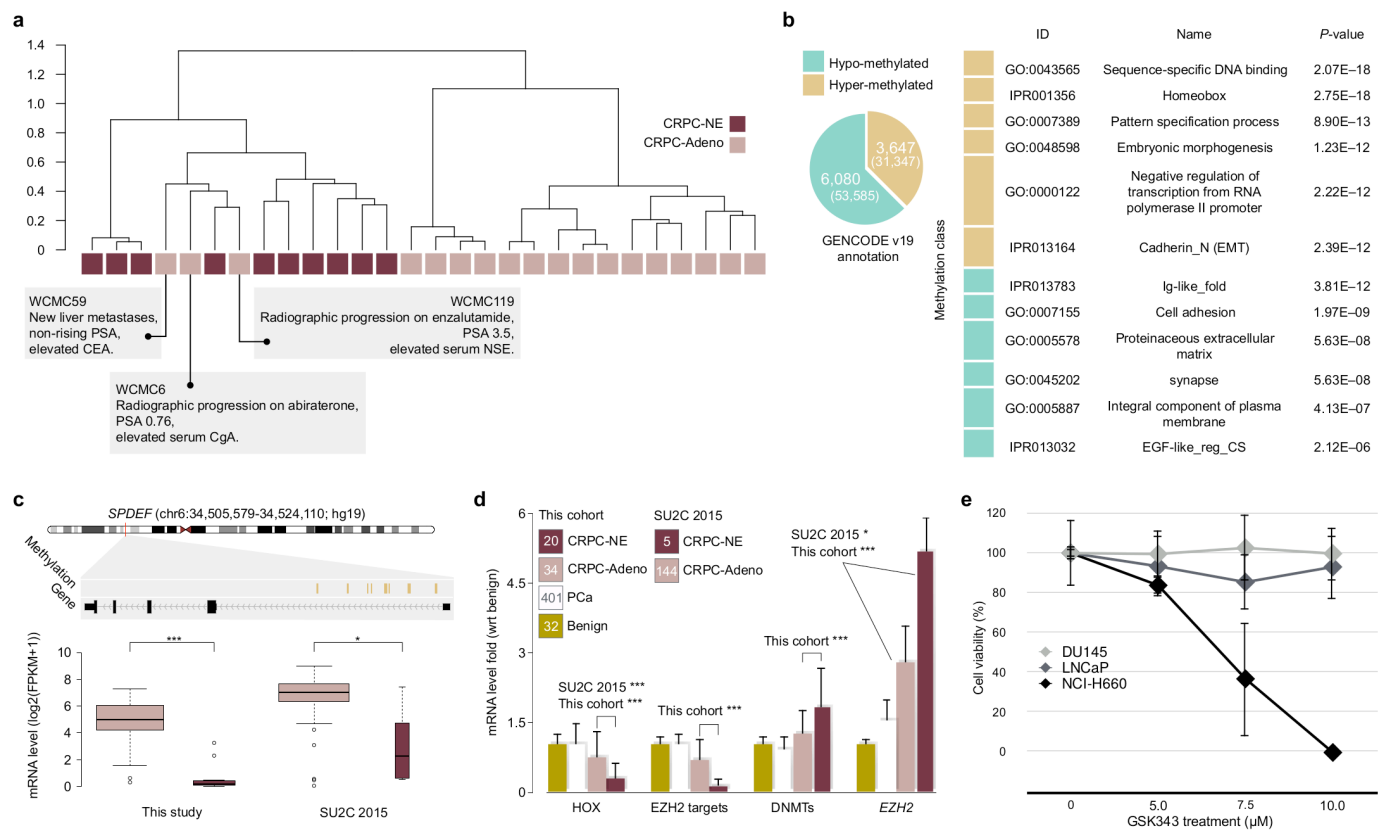 a
1.4
1.2
1.0
0.8
0.6
0.4
0.2
0
CRPC-NE
CRPC-Adeno
WCMC59
New liver metastases,
non-rising PSA,
elevated CEA.
WCMC119
Radiographic progression on enzalutamide,
PSA 3.5,
elevated serum NSE.
WCMC6
Radiographic progression on abiraterone,
PSA 0.76,
elevated serum CgA.
b
Hypo-methylated
Hyper-methylated
3,647
(31,347)
6,080
(53,585)
GENCODE v19
annotation
Methylation class
ID Name P-value
GO:0043565 Sequence-specific DNA binding 2.07E–18
IPR001356 Homeobox 2.75E–18
GO:0007389 Pattern specification process 8.90E–13
GO:0048598 Embryonic morphogenesis 1.23E–12
Negative regulation of
GO:0000122 transcription from RNA 2.22E–12
polymerase II promoter
IPR013164 Cadherin_N (EMT) 2.39E–12
IPR013783 Ig-like_fold 3.81E–12
GO:0007155 Cell adhesion 1.97E–09
GO:0005578 Proteinaceous extracellular 5.63E–08
matrix
GO:0045202 synapse 5.63E–08
GO:0005887 Integral component of plasma 4.13E–07
membrane
IPR013032 EGF-like_reg_CS 2.12E–06
c
SPDEF (chr6:34,505,579-34,524,110; hg19)
Methylation
Gene
mRNA level (log2(FPKM+1))
10
8
6
4
2
0
***
*
This study
SU2C 2015
d
mRNA level fold (wrt benign)
6
4.5
3
1.5
0
This cohort
20 CRPC-NE
34 CRPC-Adeno
401 PCa
32 Benign
SU2C 2015
5 CRPC-NE
144 CRPC-Adeno
SU2C 2015 ***
This cohort ***
This cohort ***
This cohort ***
SU2C 2015 *
This cohort ***
HOX
EZH2 targets
DNMTs
EZH2
e
Cell viability (%)
120
100
80
60
40
20
0
DU145
LNCaP
NCI-H660
0 5.0 7.5 10.0
GSK343 treatment (µM)